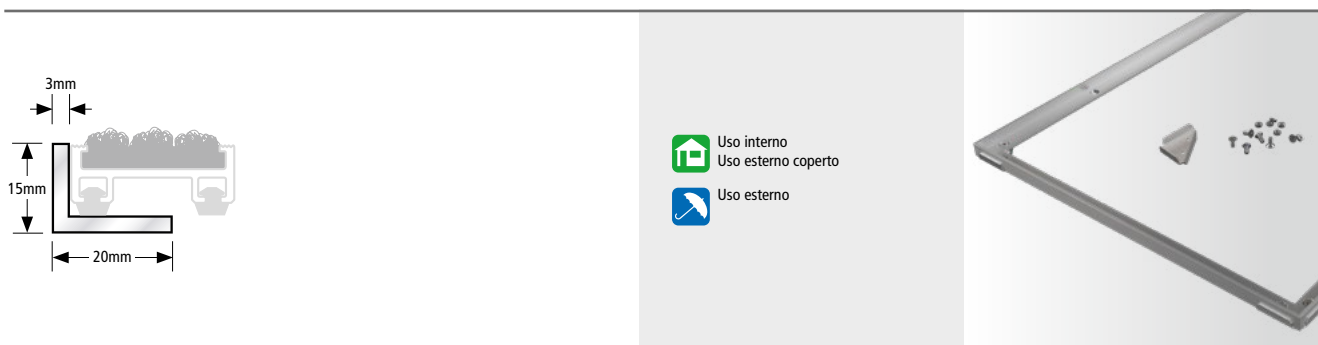 3mm
15mm
20mm
Uso interno
Uso esterno coperto
Uso esterno